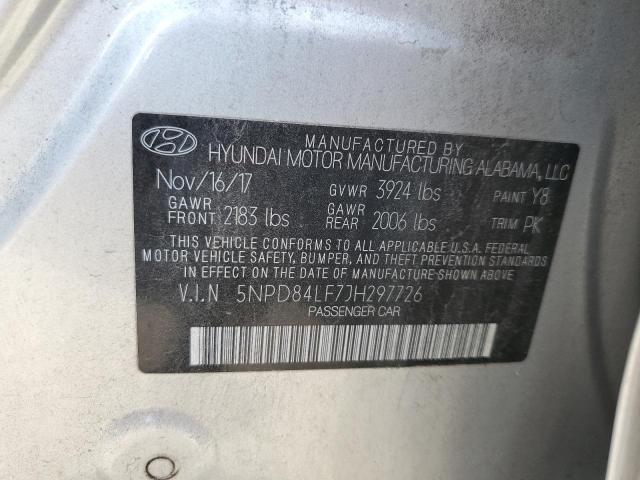 MANUFACTURED BY
HYUNDAI MOTOR MANUFACTURING ALABAMA, LLC
Nov/16/17 GVWR 3924 lbs PAINT Y8
GAWR FRONT 2183 lbs GAWR REAR 2006 lbs TRIM PK
THIS VEHICLE CONFORMS TO ALL APPLICABLE U.S.A. FEDERAL
MOTOR VEHICLE SAFETY, BUMPER, AND THEFT PREVENTION
STANDARDS IN EFFECT ON THE DATE OF MANUFACTURE SHOWN ABOVE
V.I.N 5NPD84LF7JH297726
PASSENGER CAR